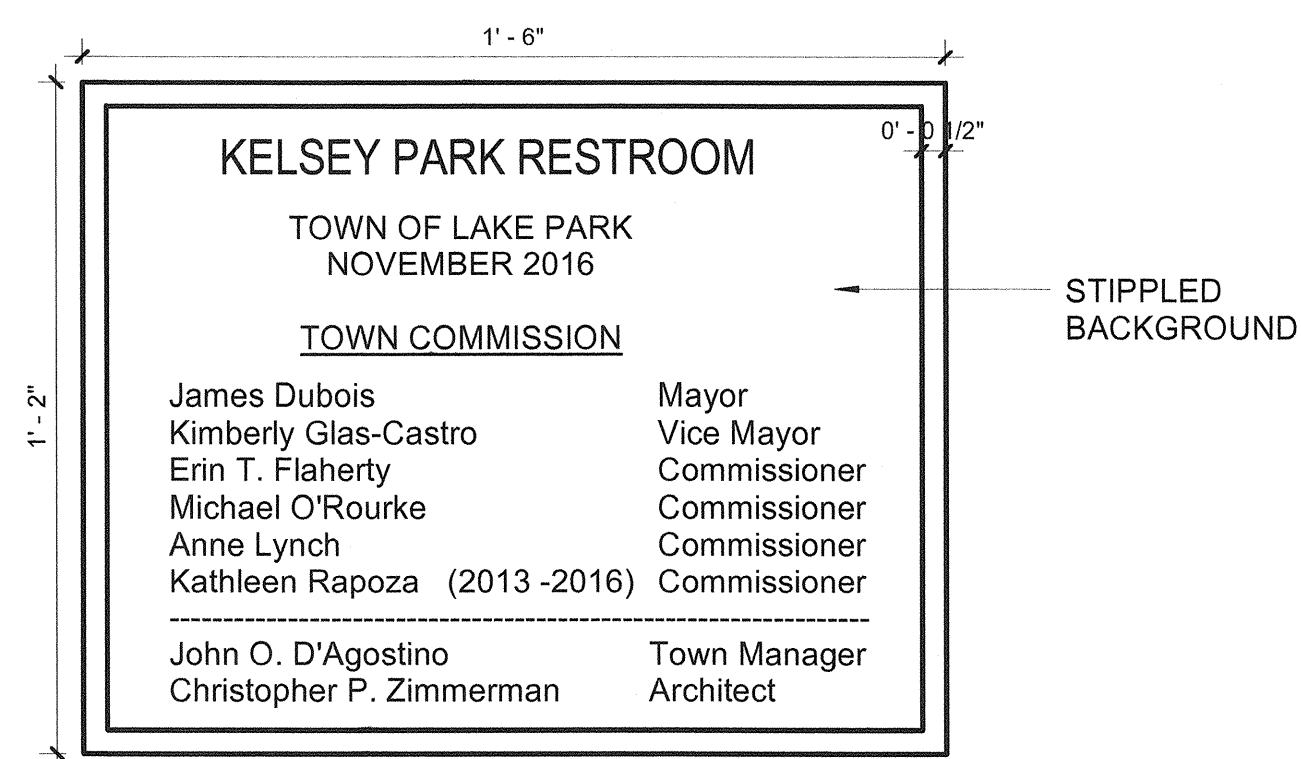 1' - 6"
0' - 0 1/2"
KELSEY PARK RESTROOM
TOWN OF LAKE PARK
NOVEMBER 2016
STIPPLED
BACKGROUND
TOWN COMMISSION
1' - 2"
James Dubois Mayor
Kimberly Glas-Castro Vice Mayor
Erin T. Flaherty Commissioner
Michael O'Rourke Commissioner
Anne Lynch Commissioner
Kathleen Rapoza (2013 -2016) Commissioner
-----------------------------------------------------------------
John O. D'Agostino Town Manager
Christopher P. Zimmerman Architect